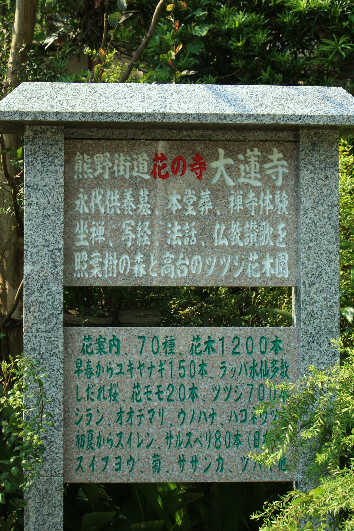 熊野街道花の寺 大蓮寺
永代供養墓、本堂葬、禅寺体験
坐禅、写経、法話、仏教讃歌を
照葉樹の森と高台のツツジ花木園
花案内 70種、花木1200本
早春からユキヤナギ150本、ラッパ水仙多数
しだれ桜、花モモ20本、ツツジ700本
シラン、オオデマリ、ウノハナ、ハコネウツギ
初夏からスイレン、サルスベリ80本
スイフヨウ、菊、サザンカ、ツバキ他